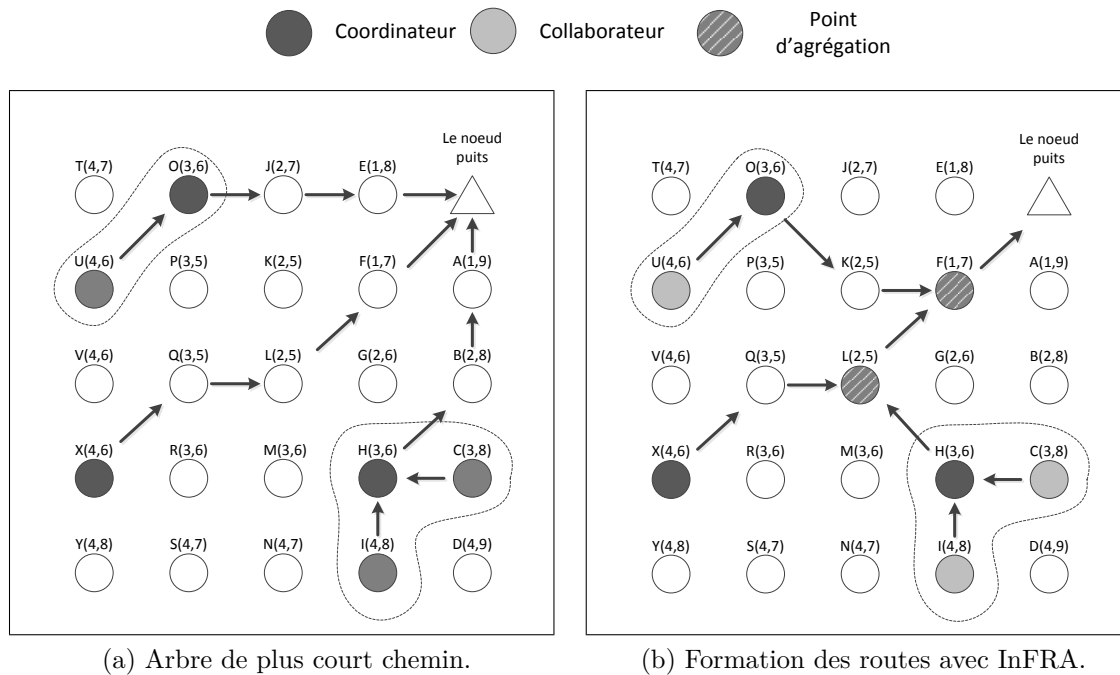 Coordinateur
Collaborateur
Point
d'agrégation
Le noeud
puits
T(4,7)
O(3,6)
J(2,7)
E(1,8)
U(4,6)
P(3,5)
K(2,5)
F(1,7)
A(1,9)
V(4,6)
Q(3,5)
L(2,5)
G(2,6)
B(2,8)
X(4,6)
R(3,6)
M(3,6)
H(3,6)
C(3,8)
Y(4,8)
S(4,7)
N(4,7)
I(4,8)
D(4,9)
(a) Arbre de plus court chemin.
Le noeud
puits
T(4,7)
O(3,6)
J(2,7)
E(1,8)
U(4,6)
P(3,5)
K(2,5)
F(1,7)
A(1,9)
V(4,6)
Q(3,5)
L(2,5)
G(2,6)
B(2,8)
X(4,6)
R(3,6)
M(3,6)
H(3,6)
C(3,8)
Y(4,8)
S(4,7)
N(4,7)
I(4,8)
D(4,9)
(b) Formation des routes avec InFRA.